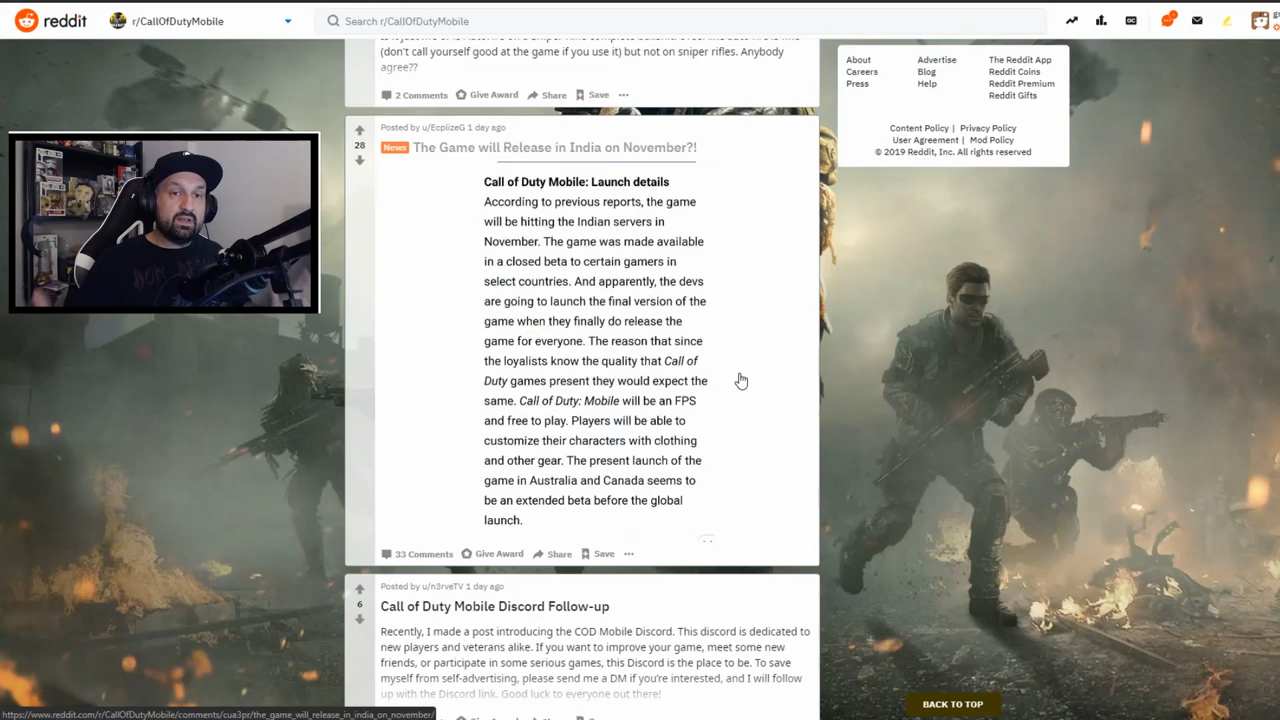 reddit
r/CallOfDutyMobile
Search r/CallOfDutyMobile
(don't call yourself good at the game if you use it) but not on sniper rifles. Anybody
agree??
2 Comments Give Award Share Save
About Advertise The Reddit App
Careers Blog Reddit Coins
Press Help Reddit Premium
Reddit Gifts
Content Policy | Privacy Policy |
User Agreement | Mod Policy
© 2019 Reddit, Inc. All rights reserved
Posted by u/EcpiizeG 1 day ago
28
News The Game will Release in India on November?!
Call of Duty Mobile: Launch details
According to previous reports, the game
will be hitting the Indian servers in
November. The game was made available
in a closed beta to certain gamers in
select countries. And apparently, the devs
are going to launch the final version of the
game when they finally do release the
game for everyone. The reason that since
the loyalists know the quality that Call of
Duty games present they would expect the
same. Call of Duty: Mobile will be an FPS
and free to play. Players will be able to
customize their characters with clothing
and other gear. The present launch of the
game in Australia and Canada seems to
be an extended beta before the global
launch.
33 Comments Give Award Share Save
Posted by u/n3rveTV 1 day ago
6
Call of Duty Mobile Discord Follow-up
Recently, I made a post introducing the COD Mobile Discord. This discord is dedicated to
new players and veterans alike. If you want to improve your game, meet some new
friends, or participate in some serious games, this Discord is the place to be. To save
myself from self-advertising, please send me a DM if you're interested, and I will follow
up with the Discord link. Good luck to everyone out there!
BACK TO TOP
https://www.reddit.com/r/CallOfDutyMobile/comments/cua3pr/the_game_will_release_in_india_on_november/